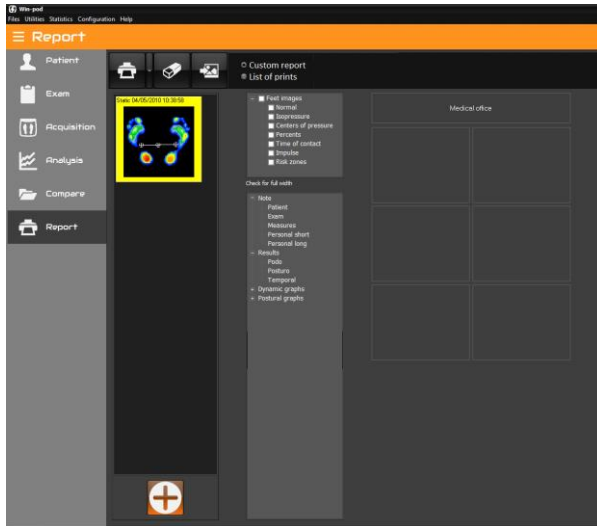 Win-pod
Files Utilities Statistics Configuration Help
Report
Patient
Exam
Acquisition
Analysis
Compare
Report
Custom report
List of prints
Static 04/05/2010 10:38:58
Feet images
Normal
Isopressure
Centers of pressure
Percents
Time of contact
Impulse
Risk zones
Check for full width
Note
Patient
Exam
Measures
Personal short
Personal long
Results
Podo
Posturo
Temporal
Dynamic graphs
Postural graphs
Medical office